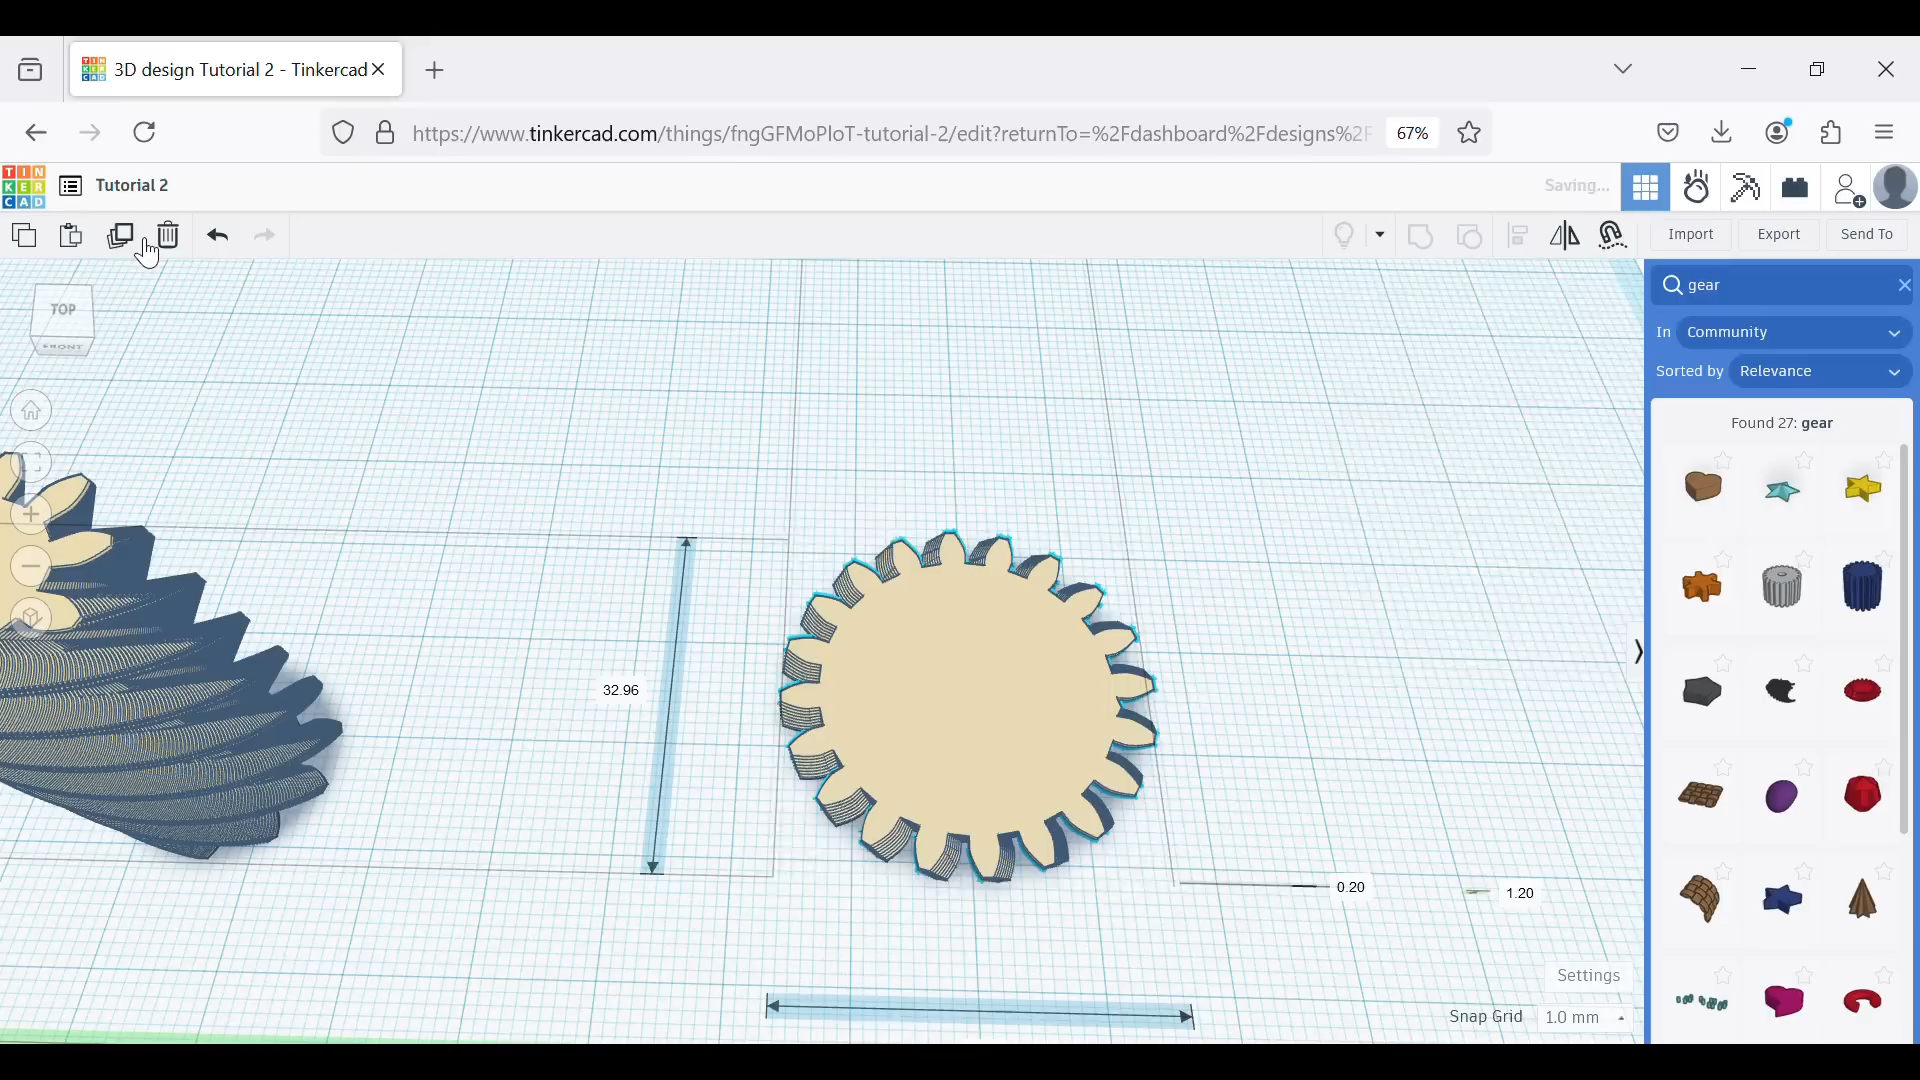 3D design Tutorial 2 - Tinkercad
https://www.tinkercad.com/things/fngGFMoPloT-tutorial-2/edit?returnTo=%2Fdashboard%2Fdesigns%2F
67%
TIN
KER
CAD
Tutorial 2
Saving...
Import
Export
Send To
TOP
FRONT
gear
In Community
Sorted by Relevance
Found 27: gear
32.96
0.20
1.20
Settings
Snap Grid 1.0 mm